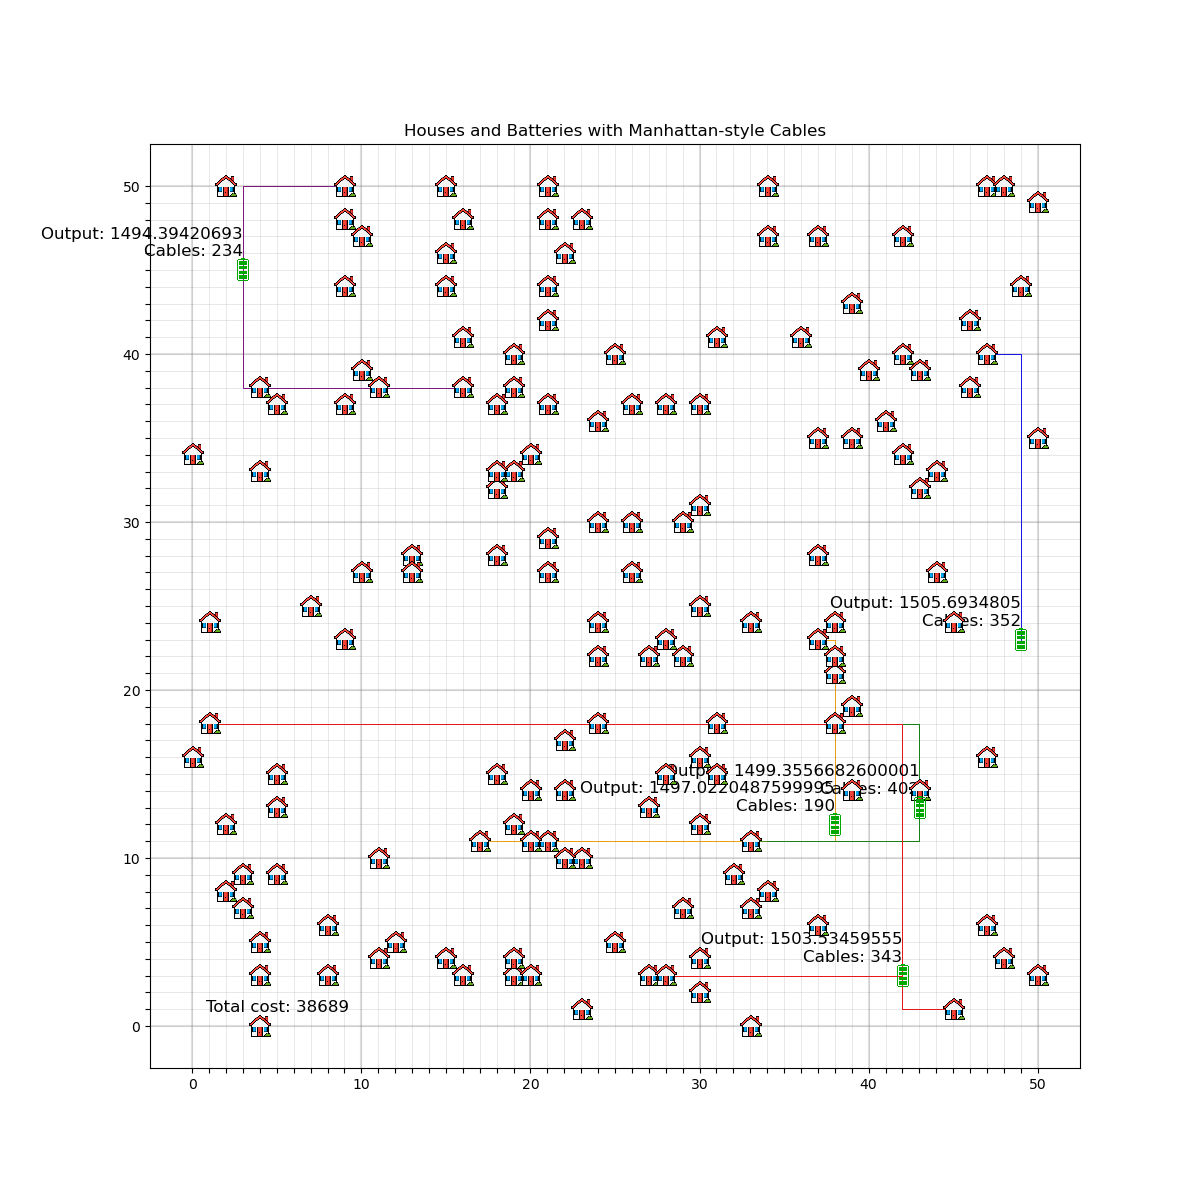 Houses and Batteries with Manhattan-style Cables
50
Output: 1494.39420693
Cables: 234
40
30
Output: 1505.6934805
Cables: 352
20
Output: 1499.3556682600001
Cables: 402
Output: 1497.0220487599995
Cables: 190
10
Output: 1503.53459555
Cables: 343
Total cost: 38689
0
0 10 20 30 40 50